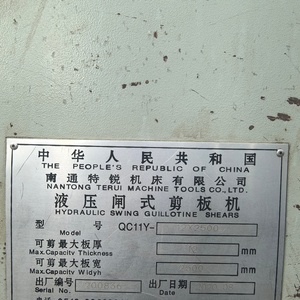 中华人民共和国
THE PEOPLE'S REPUBLIC OF CHINA
南通特锐机床有限公司
NANTONG TERUI MACHINE TOOLS CO.,LTD.
液压闸式剪板机
HYDRAULIC SWING GUILLOTINE SHEARS
型 号 QC11Y-
Model
可剪最大板厚 mm
Max.Capacity Thickness
可剪最大板宽 mm
Max.Capacity Widyh
出厂编号 出厂日期
Serial No. Date